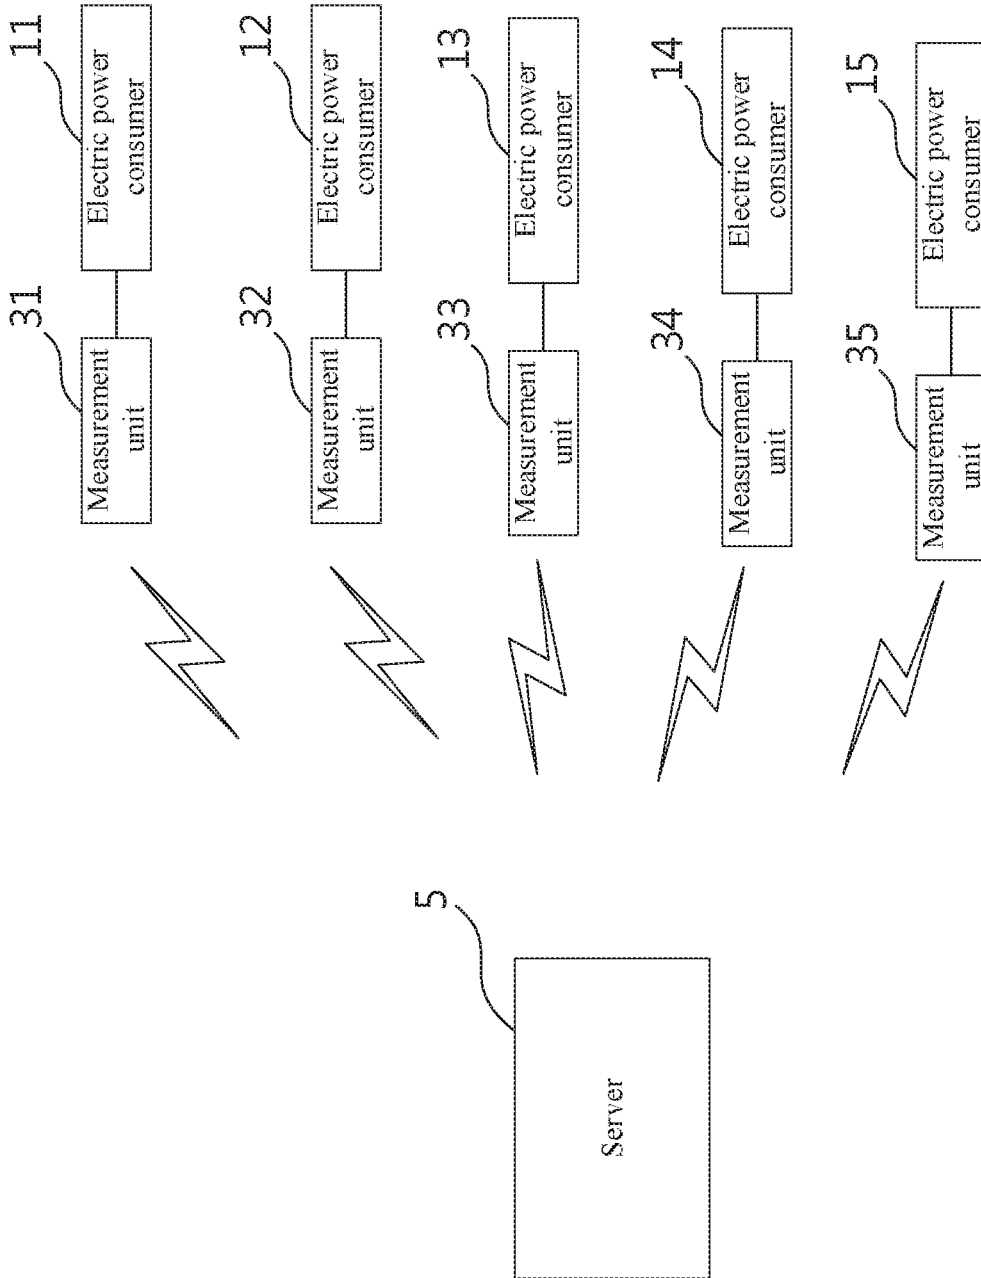 31
11
Measurement
unit
Electric power
consumer
32
12
Measurement
unit
Electric power
consumer
5
Server
33
13
Measurement
unit
Electric power
consumer
34
14
Measurement
unit
Electric power
consumer
35
15
Measurement
unit
Electric power
consumer